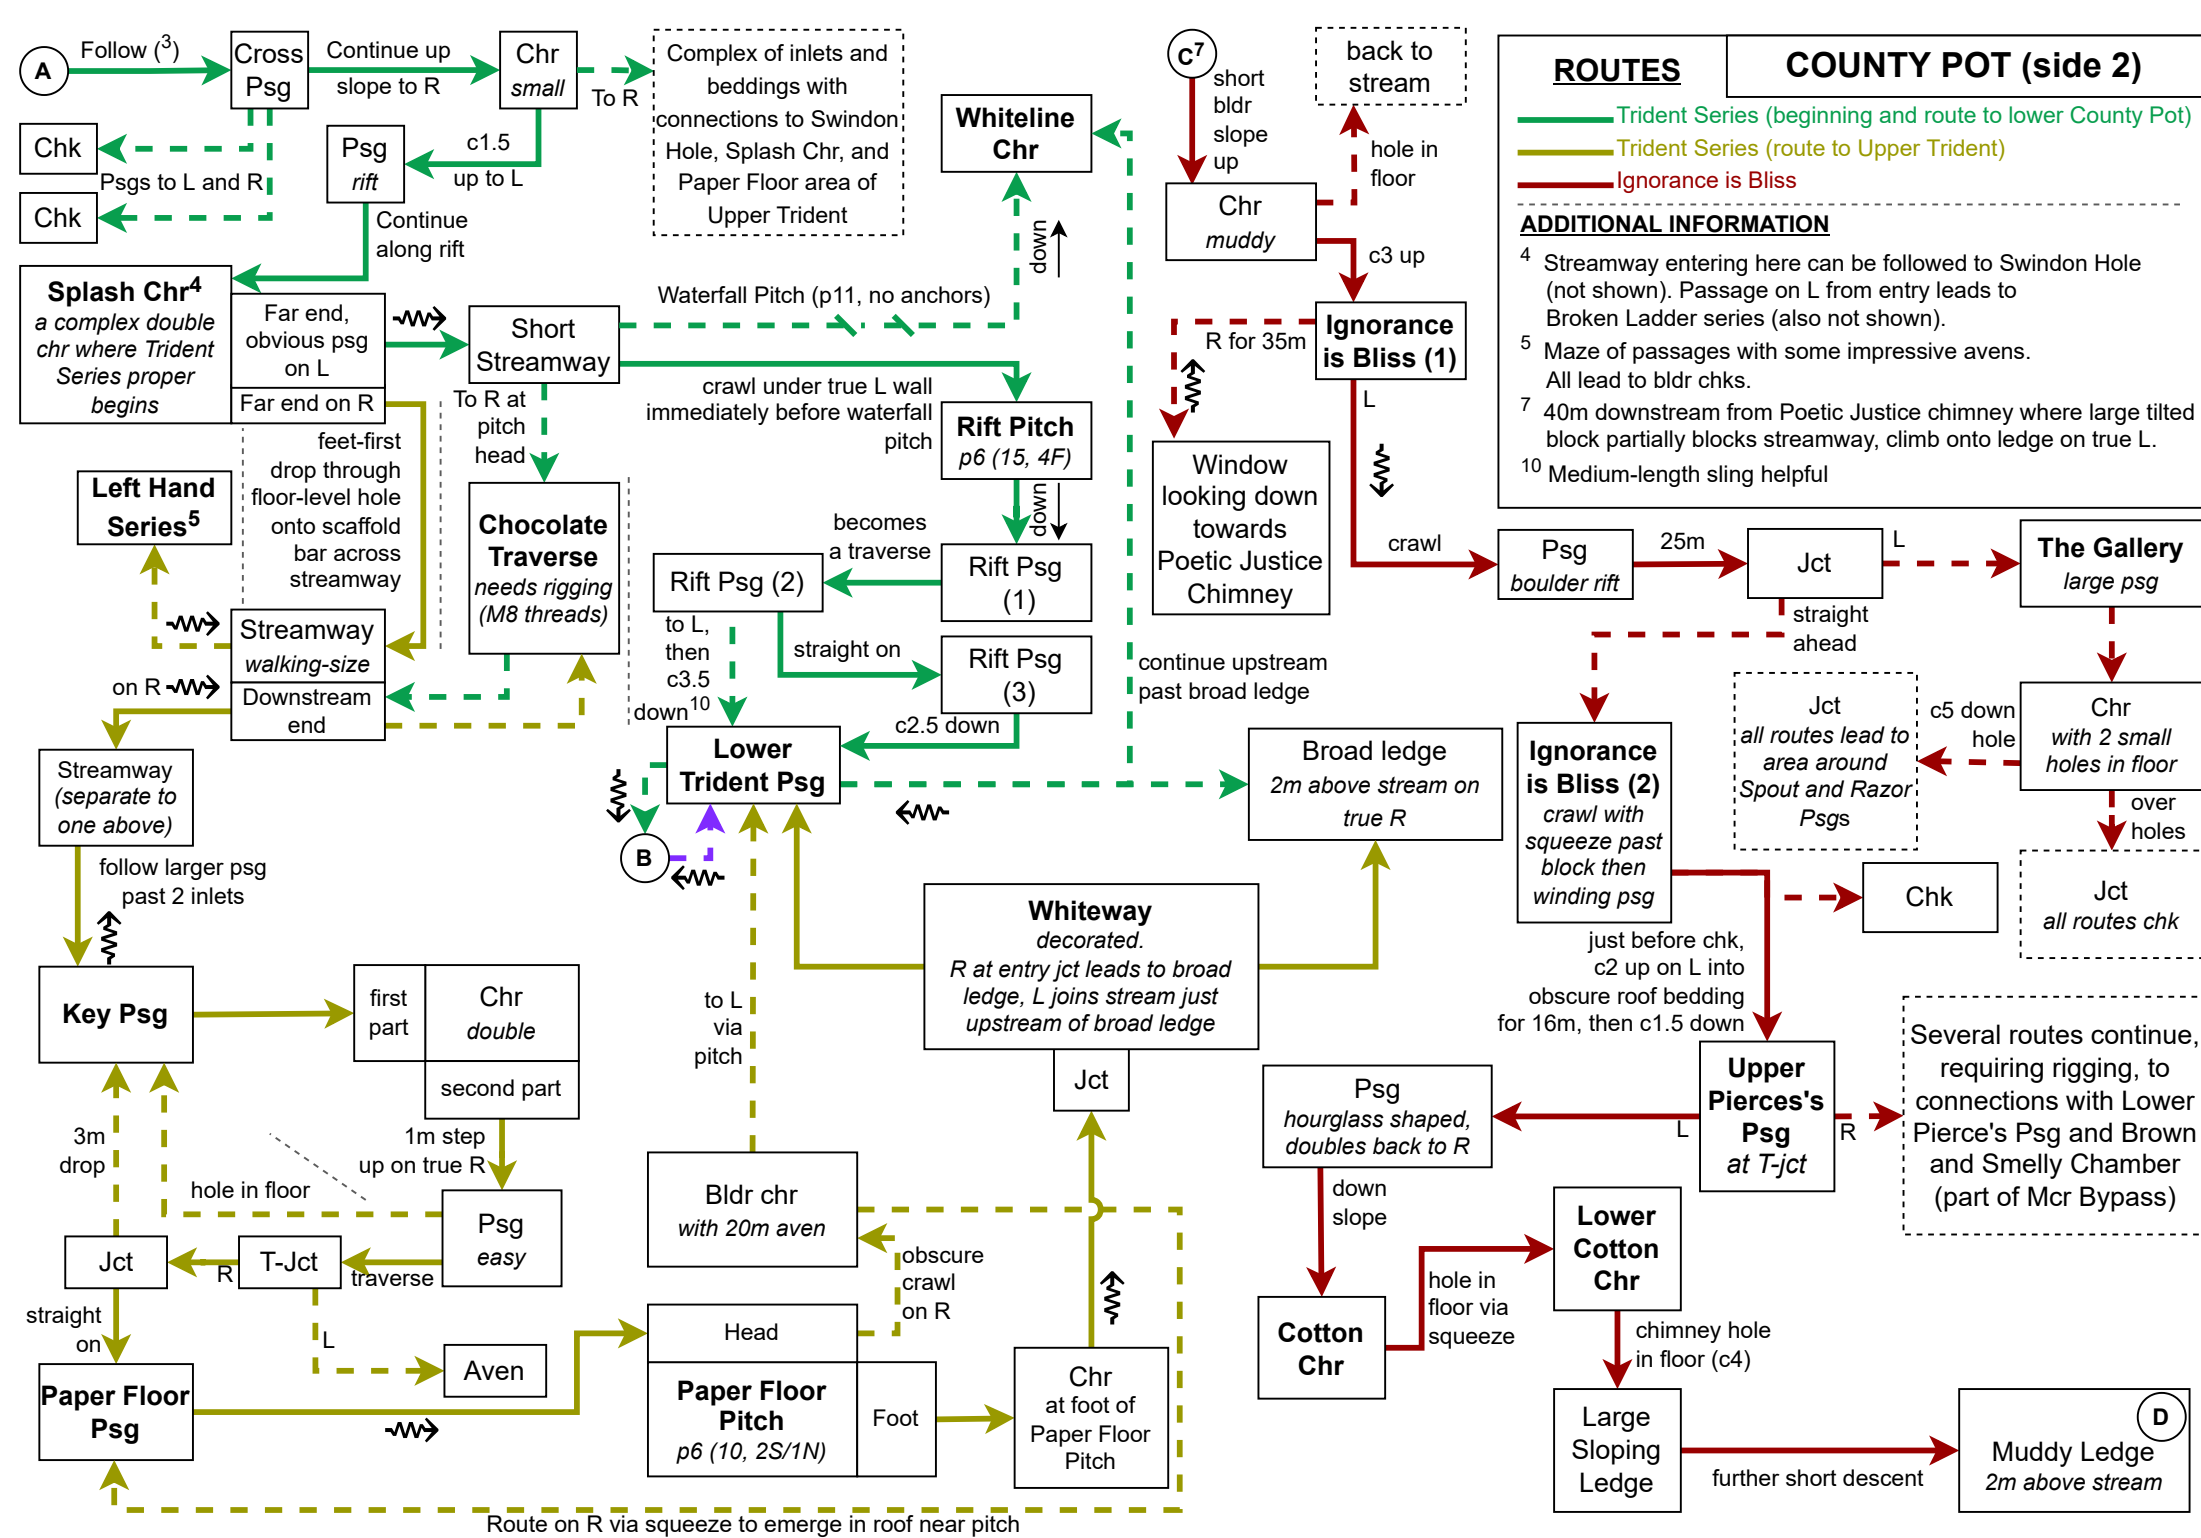 A
Follow (3)
Cross
Psg
Continue up
slope to R
Chr
small
To R
Complex of inlets and
beddings with
connections to Swindon
Hole, Splash Chr, and
Paper Floor area of
Upper Trident
Chk
Psgs to L and R
Chk
Psg
rift
c1.5
up to L
Continue
along rift
Splash Chr4
a complex double
chr where Trident
Series proper
begins
Far end,
obvious psg
on L
Far end on R
Short
Streamway
Waterfall Pitch (p11, no anchors)
Whiteline
Chr
down
crawl under true L wall
immediately before waterfall
pitch
To R at
pitch
head
feet-first
drop through
floor-level hole
onto scaffold
bar across
streamway
Left Hand
Series5
Chocolate
Traverse
needs rigging
(M8 threads)
Rift Pitch
p6 (15, 4F)
down
becomes
a traverse
Rift Psg (2)
Rift Psg
(1)
to L,
then
c3.5
down10
straight on
Rift Psg
(3)
c2.5 down
continue upstream
past broad ledge
Streamway
walking-size
Downstream
end
on R
Streamway
(separate to
one above)
follow larger psg
past 2 inlets
Lower
Trident Psg
B
Broad ledge
2m above stream on
true R
Whiteway
decorated.
R at entry jct leads to broad
ledge, L joins stream just
upstream of broad ledge
Jct
to L
via
pitch
Key Psg
first
part
Chr
double
second part
1m step
up on true R
3m
drop
hole in floor
Psg
easy
Jct
R
T-Jct
traverse
straight
on
L
Aven
Paper Floor
Psg
Bldr chr
with 20m aven
obscure
crawl
on R
Head
Paper Floor
Pitch
p6 (10, 2S/1N)
Foot
Chr
at foot of
Paper Floor
Pitch
Route on R via squeeze to emerge in roof near pitch
C7
short
bldr
slope
up
back to
stream
hole in
floor
Chr
muddy
c3 up
Ignorance
is Bliss (1)
R for 35m
L
Window
looking down
towards
Poetic Justice
Chimney
crawl
Psg
boulder rift
25m
Jct
L
The Gallery
large psg
straight
ahead
Jct
all routes lead to
area around
Spout and Razor
Psgs
c5 down
hole
Chr
with 2 small
holes in floor
over
holes
Jct
all routes chk
Ignorance
is Bliss (2)
crawl with
squeeze past
block then
winding psg
Chk
just before chk,
c2 up on L into
obscure roof bedding
for 16m, then c1.5 down
Upper
Pierces's
Psg
at T-jct
L
R
Several routes continue,
requiring rigging, to
connections with Lower
Pierce's Psg and Brown
and Smelly Chamber
(part of Mcr Bypass)
Psg
hourglass shaped,
doubles back to R
down
slope
Cotton
Chr
hole in
floor via
squeeze
Lower
Cotton
Chr
chimney hole
in floor (c4)
Large
Sloping
Ledge
further short descent
D
Muddy Ledge
2m above stream
ROUTES
COUNTY POT (side 2)
Trident Series (beginning and route to lower County Pot)
Trident Series (route to Upper Trident)
Ignorance is Bliss
ADDITIONAL INFORMATION
4 Streamway entering here can be followed to Swindon Hole
(not shown). Passage on L from entry leads to
Broken Ladder series (also not shown).
5 Maze of passages with some impressive avens.
All lead to bldr chks.
7 40m downstream from Poetic Justice chimney where large tilted
block partially blocks streamway, climb onto ledge on true L.
10 Medium-length sling helpful